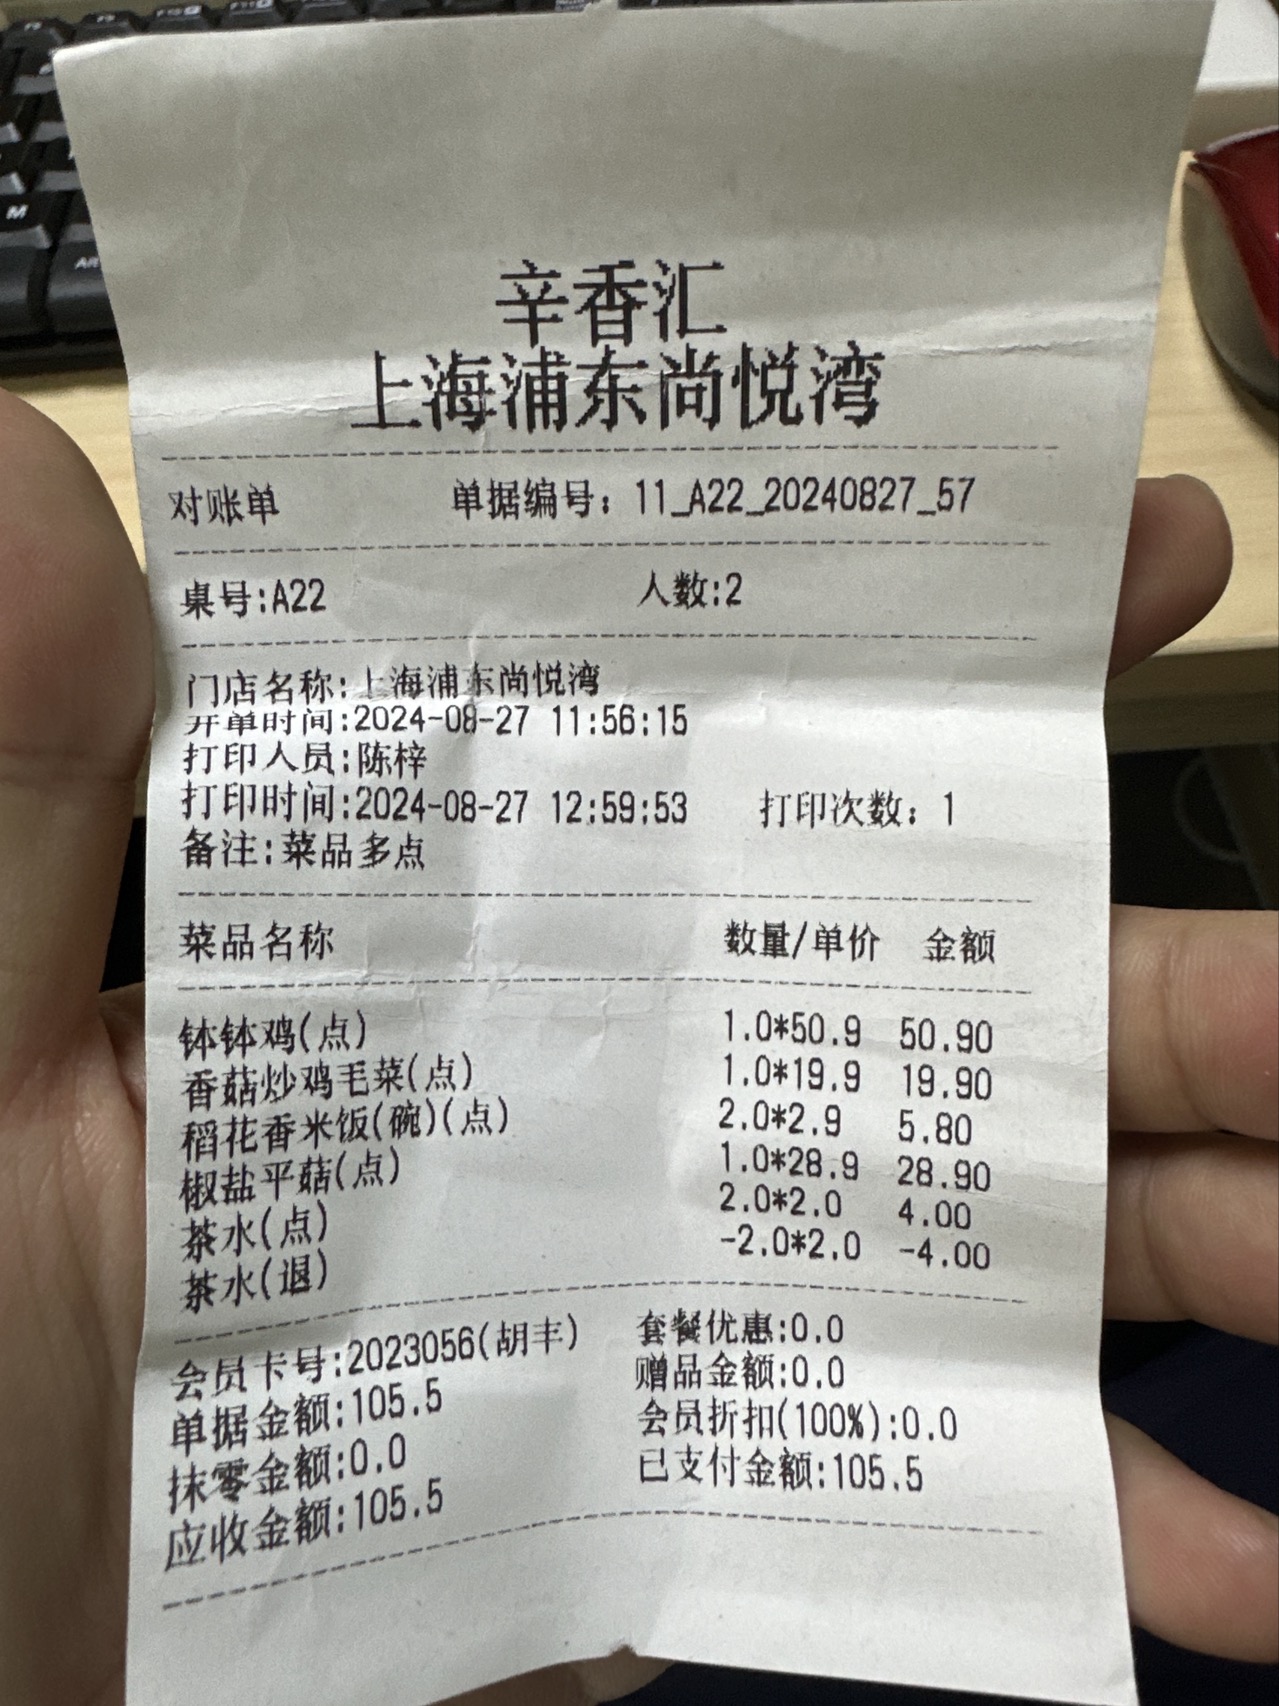 辛香汇
上海浦东尚悦湾
对账单 单据编号：11_A22_20240827_57
桌号:A22 人数:2
门店名称:上海浦东尚悦湾
开单时间:2024-08-27 11:56:15
打印人员:陈梓
打印时间:2024-08-27 12:59:53 打印次数：1
备注:菜品多点
菜品名称 数量/单价 金额
钵钵鸡(点) 1.0*50.9 50.90
香菇炒鸡毛菜(点) 1.0*19.9 19.90
稻花香米饭(碗)(点) 2.0*2.9 5.80
椒盐平菇(点) 1.0*28.9 28.90
茶水(点) 2.0*2.0 4.00
茶水(退) -2.0*2.0 -4.00
会员卡号:2023056(胡丰) 套餐优惠:0.0
单据金额:105.5 赠品金额:0.0
抹零金额:0.0 会员折扣(100%):0.0
应收金额:105.5 已支付金额:105.5
M